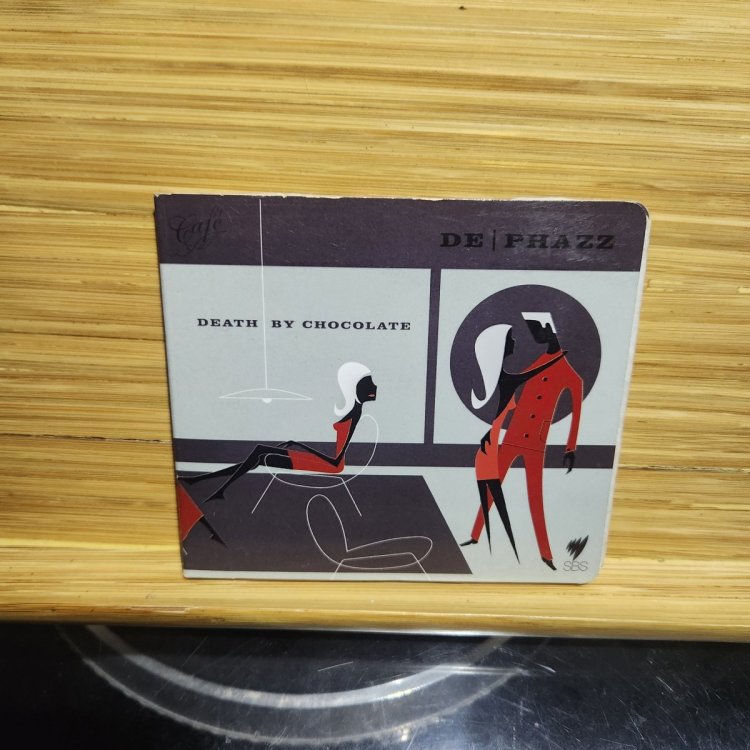 Café
DE | PHAZZ
DEATH BY CHOCOLATE
SBS